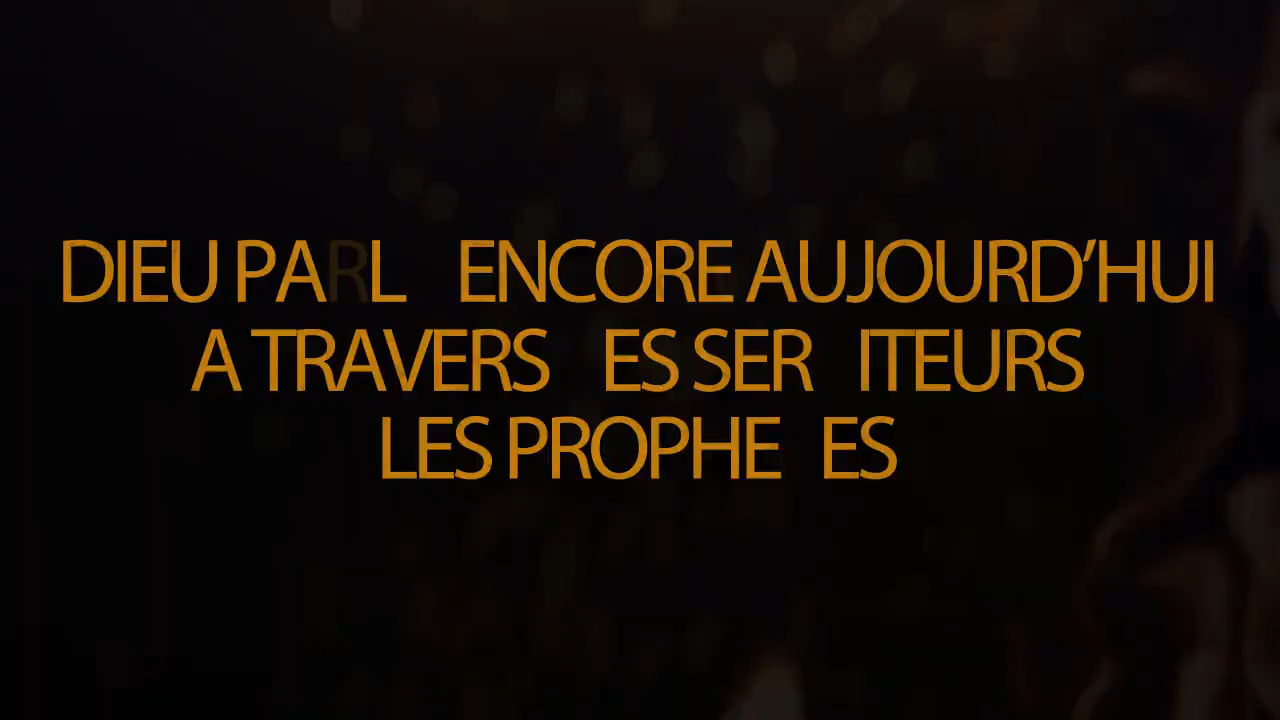 DIEU PARL ENCORE AUJOURD'HUI
A TRAVERS ES SER ITEURS
LES PROPHE ES